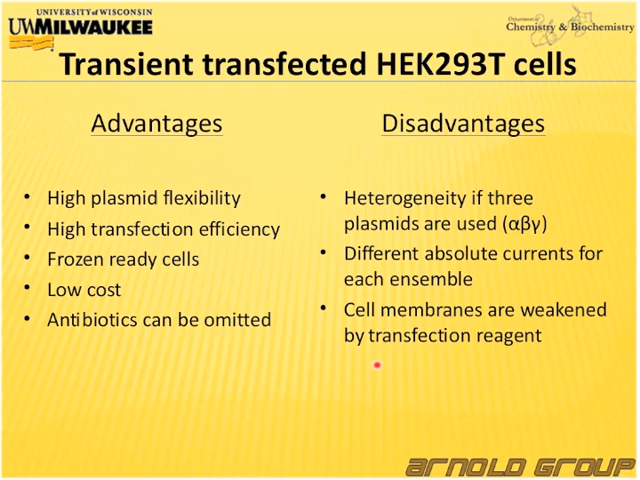 UNIVERSITY of WISCONSIN
UWMILWAUKEE
Department of
Chemistry & Biochemistry
Transient transfected HEK293T cells
Advantages
• High plasmid flexibility
• High transfection efficiency
• Frozen ready cells
• Low cost
• Antibiotics can be omitted
Disadvantages
• Heterogeneity if three
plasmids are used (αβγ)
• Different absolute currents for
each ensemble
• Cell membranes are weakened
by transfection reagent
ARNOLD GROUP